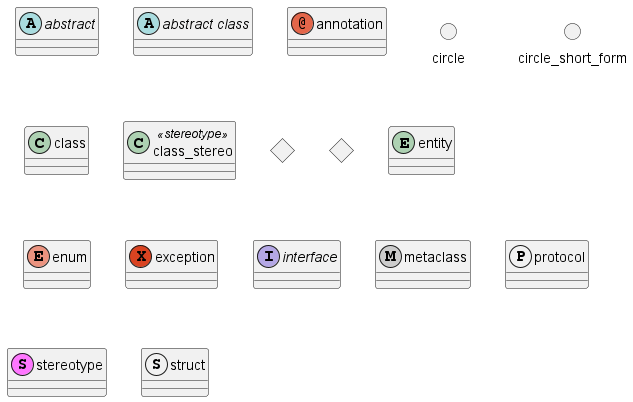 A abstract
A abstract class
@ annotation
circle
circle_short_form
C class
C «stereotype»
class_stereo
E entity
E enum
X exception
I interface
M metaclass
P protocol
S stereotype
S struct